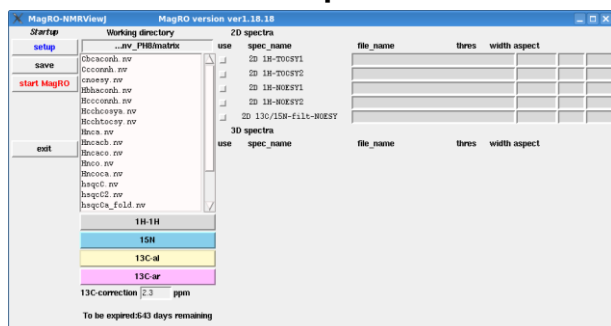 MagRO-NMRViewJ MagRO version ver1.18.18
Startup Working directory 2D spectra
setup ...nv_PH8/matrix use spec_name file_name thres width aspect
save
start MagRO
exit
Cbcaconh.nv
Ccconnh.nv
cnoesy.nv
Hbhaconh.nv
Hccconnh.nv
Hcchcosya.nv
Hcchtocsy.nv
Hnca.nv
Hncacb.nv
Hncaco.nv
Hnco.nv
Hncoca.nv
hsqcC.nv
hsqcC2.nv
hsqcCa_fold.nv
2D 1H-TOCSY1
2D 1H-TOCSY2
2D 1H-NOESY1
2D 1H-NOESY2
2D 13C/15N-filt-NOESY
3D spectra
use spec_name file_name thres width aspect
1H-1H
15N
13C-al
13C-ar
13C-correction 2.3 ppm
To be expired:643 days remaining